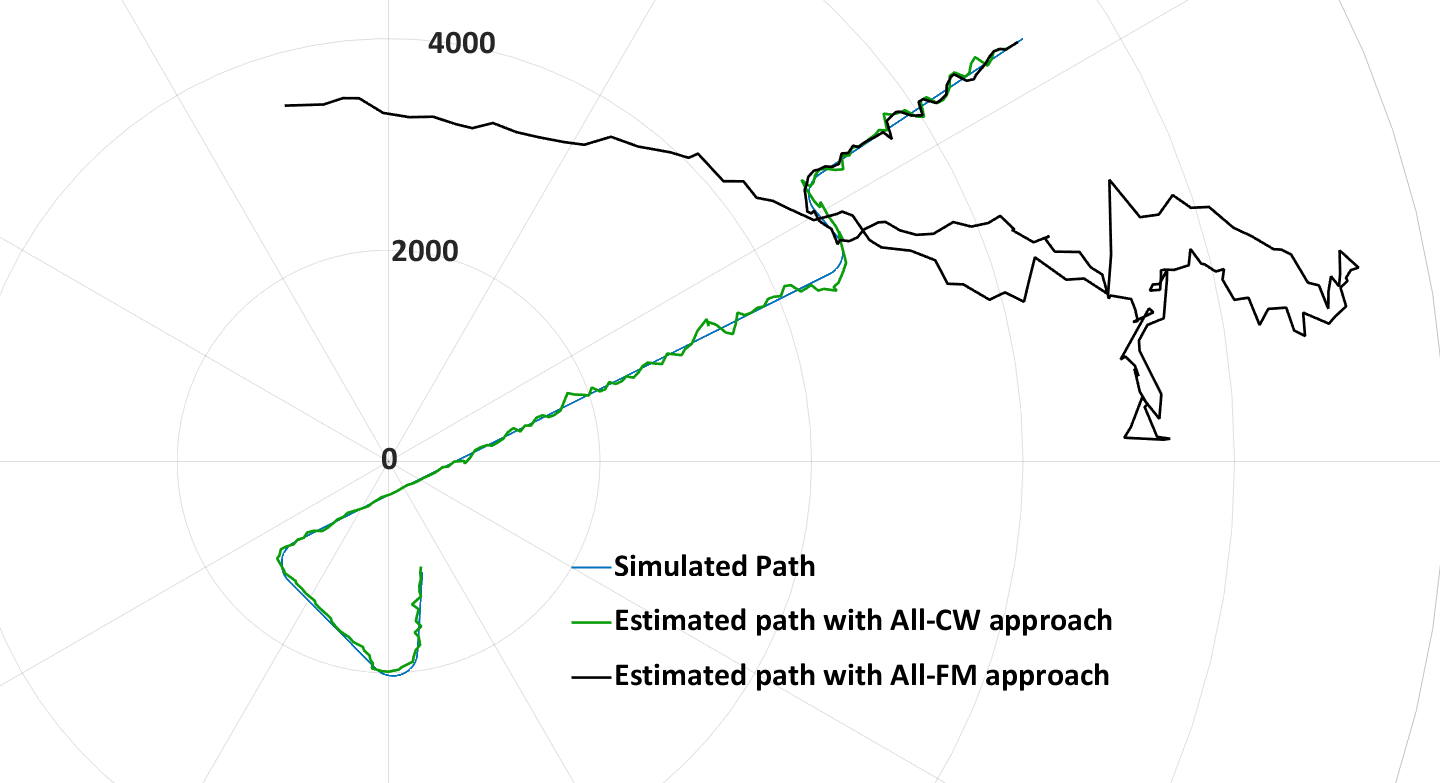 4000
2000
0
Simulated Path
Estimated path with All-CW approach
Estimated path with All-FM approach